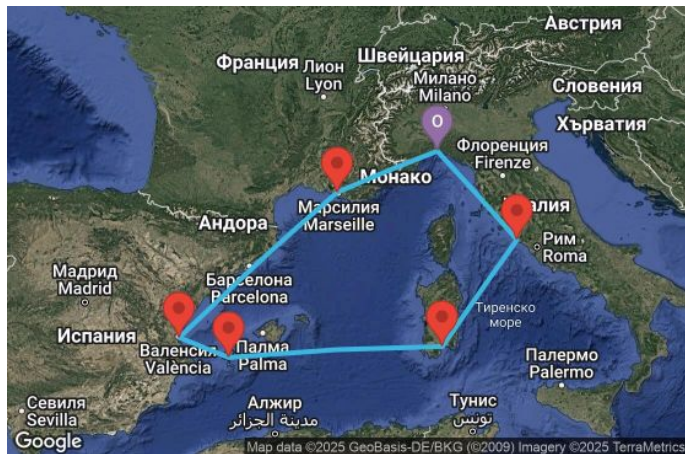 Австрия
Франция
Лион
Lyon
Швейцария
Милано
Milano
Словения
Хърватия
O
Флоренция
Firenze
Монако
Марсилия
Marseille
алия
Рим
Roma
Андора
Барселона
Barcelona
Мадрид
Madrid
Тиренско
море
Испания
Валенсия
València
Палма
Palma
Палермо
Palermo
Севиля
Sevilla
Алжир
مدينة الجزائر
Тунис
تونس
Google
Map data ©2025 GeoBasis-DE/BKG (©2009) Imagery ©2025 TerraMetrics